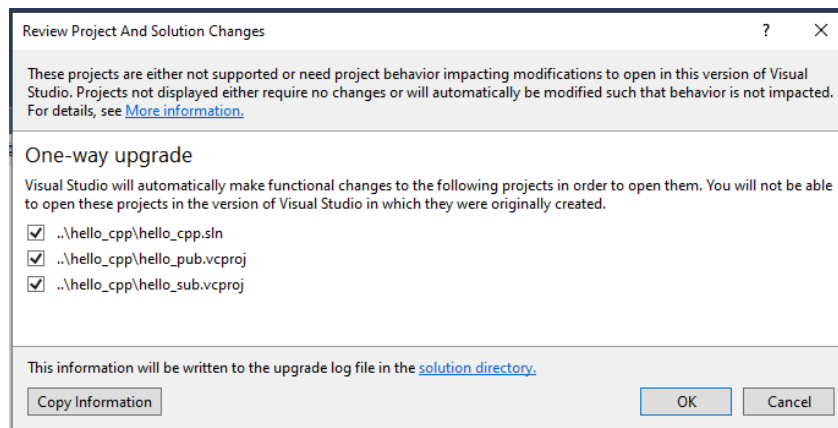 Review Project And Solution Changes
?
These projects are either not supported or need project behavior impacting modifications to open in this version of Visual
Studio. Projects not displayed either require no changes or will automatically be modified such that behavior is not impacted.
For details, see More information.
One-way upgrade
Visual Studio will automatically make functional changes to the following projects in order to open them. You will not be able
to open these projects in the version of Visual Studio in which they were originally created.
..\hello_cpp\hello_cpp.sln
..\hello_cpp\hello_pub.vcproj
..\hello_cpp\hello_sub.vcproj
This information will be written to the upgrade log file in the solution directory.
Copy Information
OK
Cancel